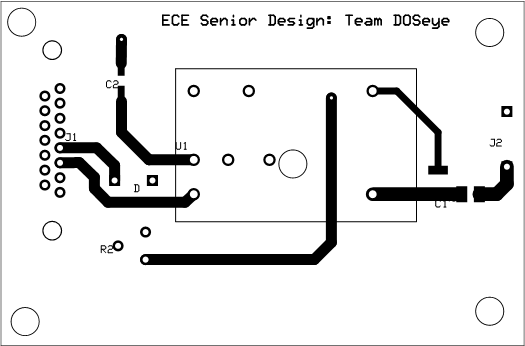 ECE Senior Design: Team DOSeye
C2
J1
U1
J2
D
C1
R2